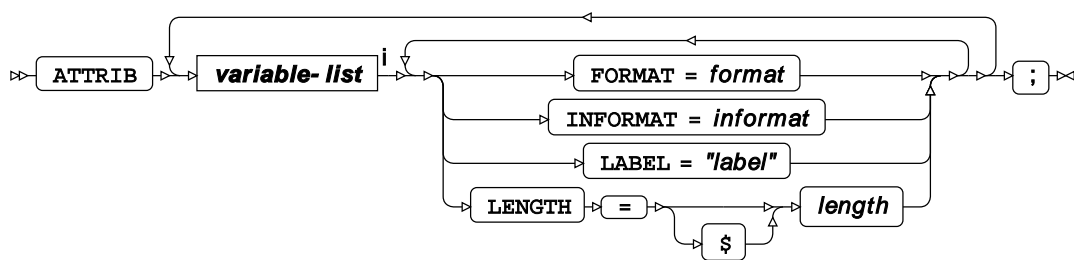 ATTRIB variable-list i FORMAT = format ;
INFORMAT = informat
LABEL = "label"
LENGTH = length
$